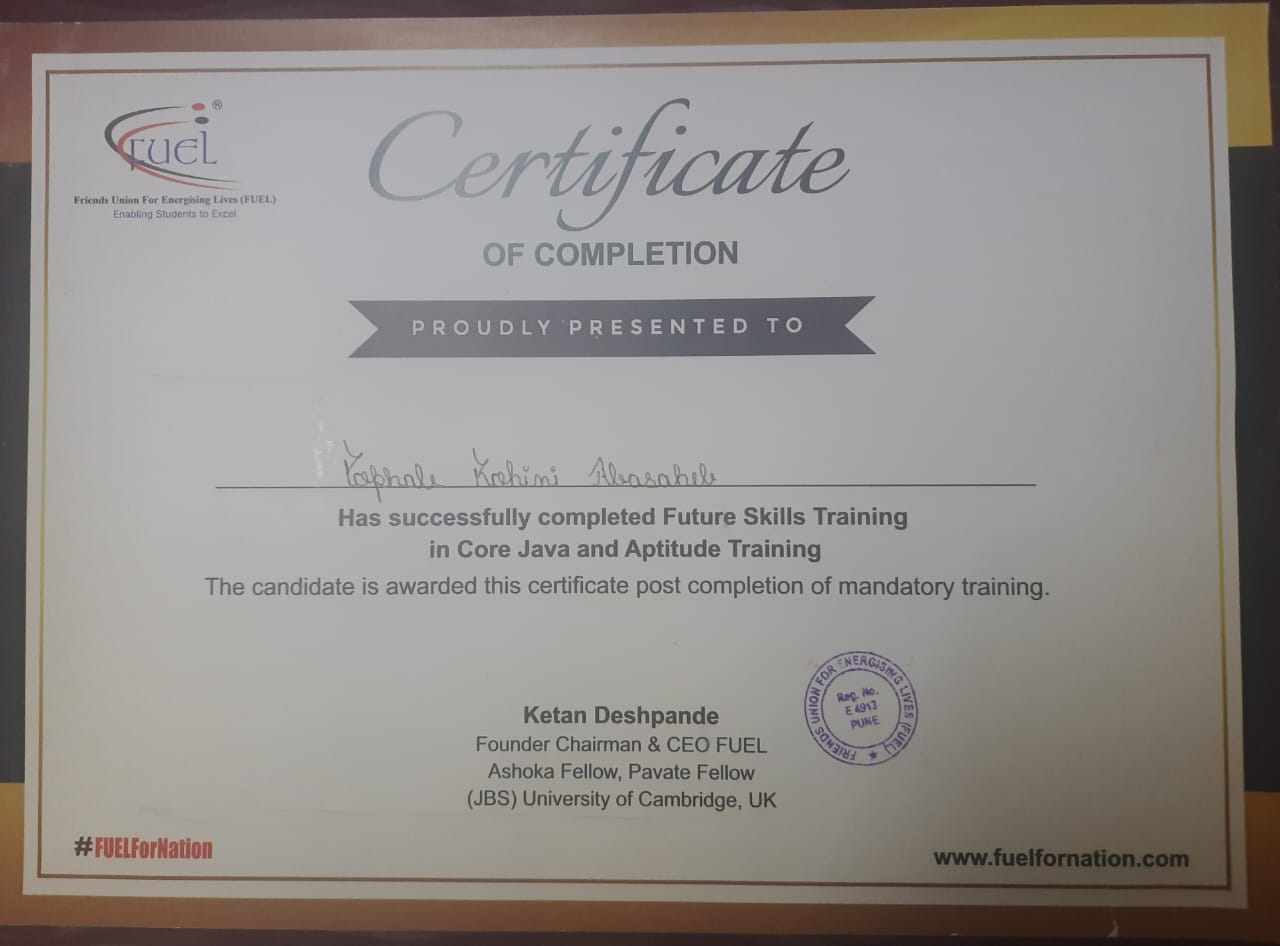 FUEL®
Friends Union For Energising Lives (FUEL)
Enabling Students to Excel
Certificate
OF COMPLETION
PROUDLY PRESENTED TO
Abasaheb
Has successfully completed Future Skills Training
in Core Java and Aptitude Training
The candidate is awarded this certificate post completion of mandatory training.
FRIENDS UNION FOR ENERGISING LIVES (FUEL)
Reg. No.
E 4913
PUNE
Ketan Deshpande
Founder Chairman & CEO FUEL
Ashoka Fellow, Pavate Fellow
(JBS) University of Cambridge, UK
#FUELForNation
www.fuelfornation.com